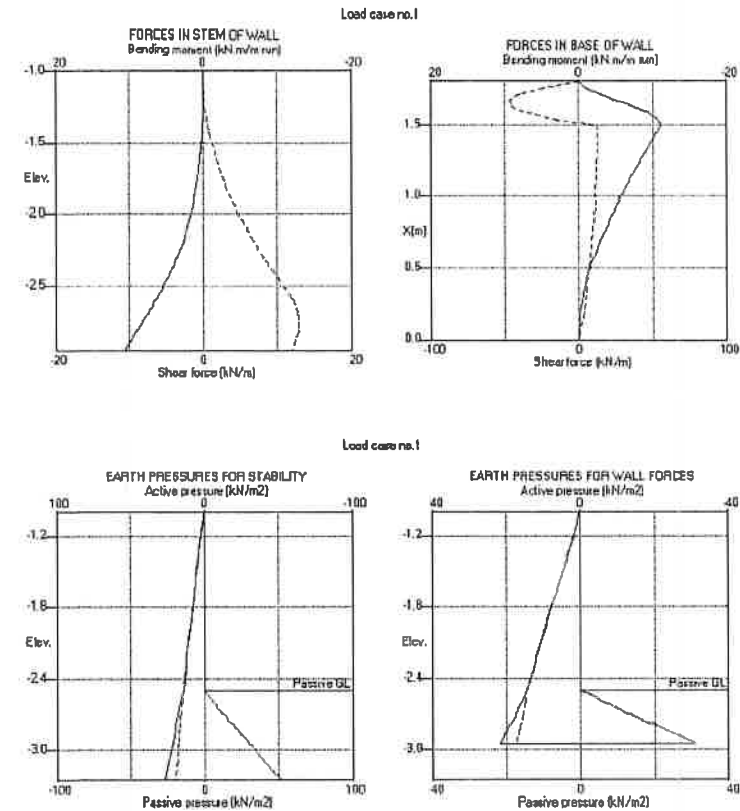 Load case no.1
FORCES IN STEM OF WALL
Bending moment (kN.m/m run)
20 0 -20
-1.0
-1.5
Elev.
-2.0
-2.5
-20 0 20
Shear force (kN/m)
FORCES IN BASE OF WALL
Bending moment (kN.m/m run)
20 0 -20
1.5
1.0
X(m)
0.5
0.0
-100 0 100
Shear force (kN/m)
Load case no.1
EARTH PRESSURES FOR STABILITY
Active pressure (kN/m2)
100 0 -100
-1.2
-1.8
Elev.
-2.4
Passive GL
-3.0
-100 0 100
Passive pressure (kN/m2)
EARTH PRESSURES FOR WALL FORCES
Active pressure (kN/m2)
40 0 -40
-1.2
-1.8
Elev.
-2.4
Passive GL
-3.0
-40 0 40
Passive pressure (kN/m2)